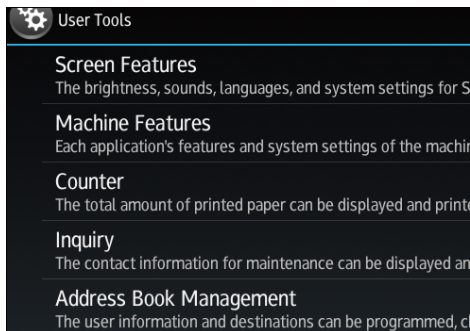 User Tools
Screen Features
The brightness, sounds, languages, and system settings for S
Machine Features
Each application's features and system settings of the machin
Counter
The total amount of printed paper can be displayed and printe
Inquiry
The contact information for maintenance can be displayed an
Address Book Management
The user information and destinations can be programmed, c